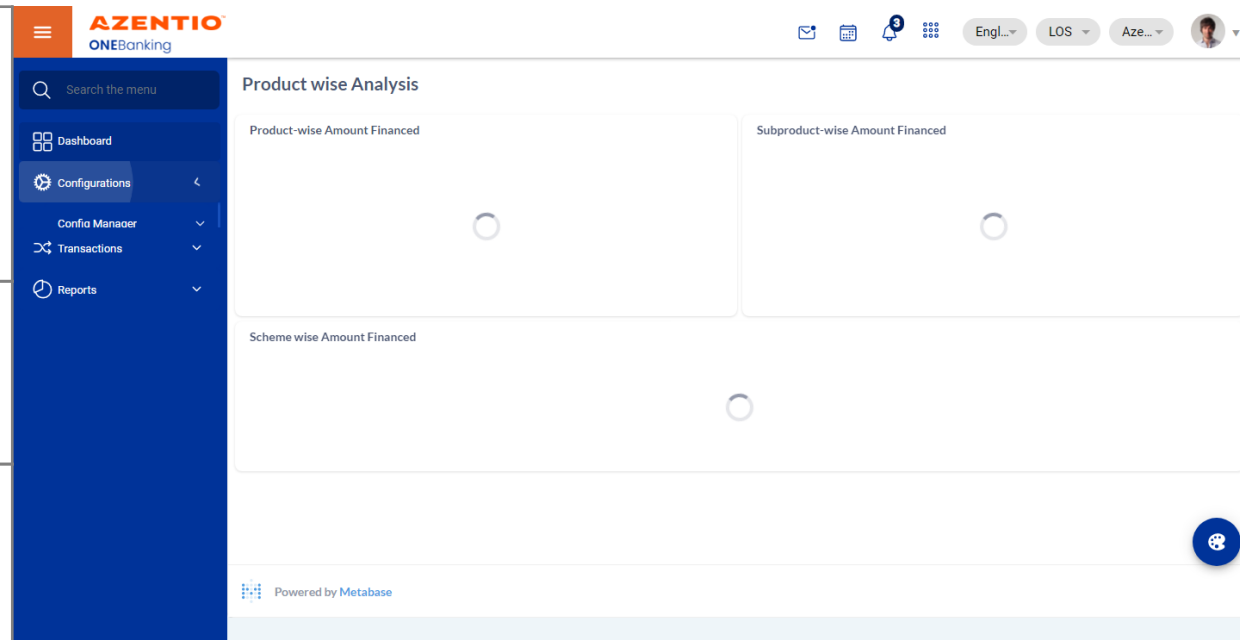 AZENTIO
ONEBanking
3
Engl...
LOS
Aze...
Search the menu
Dashboard
Configurations
Config Manager
Transactions
Reports
Product wise Analysis
Product-wise Amount Financed
Subproduct-wise Amount Financed
Scheme wise Amount Financed
Powered by Metabase